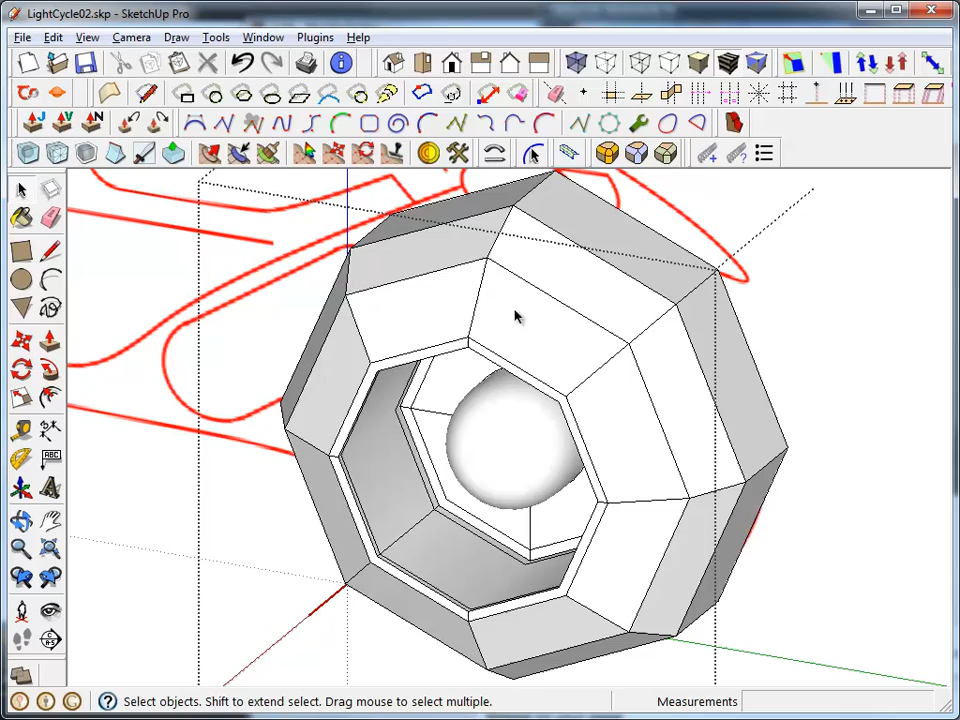 LightCycle02.skp - SketchUp Pro
File Edit View Camera Draw Tools Window Plugins Help
J V N
ABC
A
Select objects. Shift to extend select. Drag mouse to select multiple.
Measurements